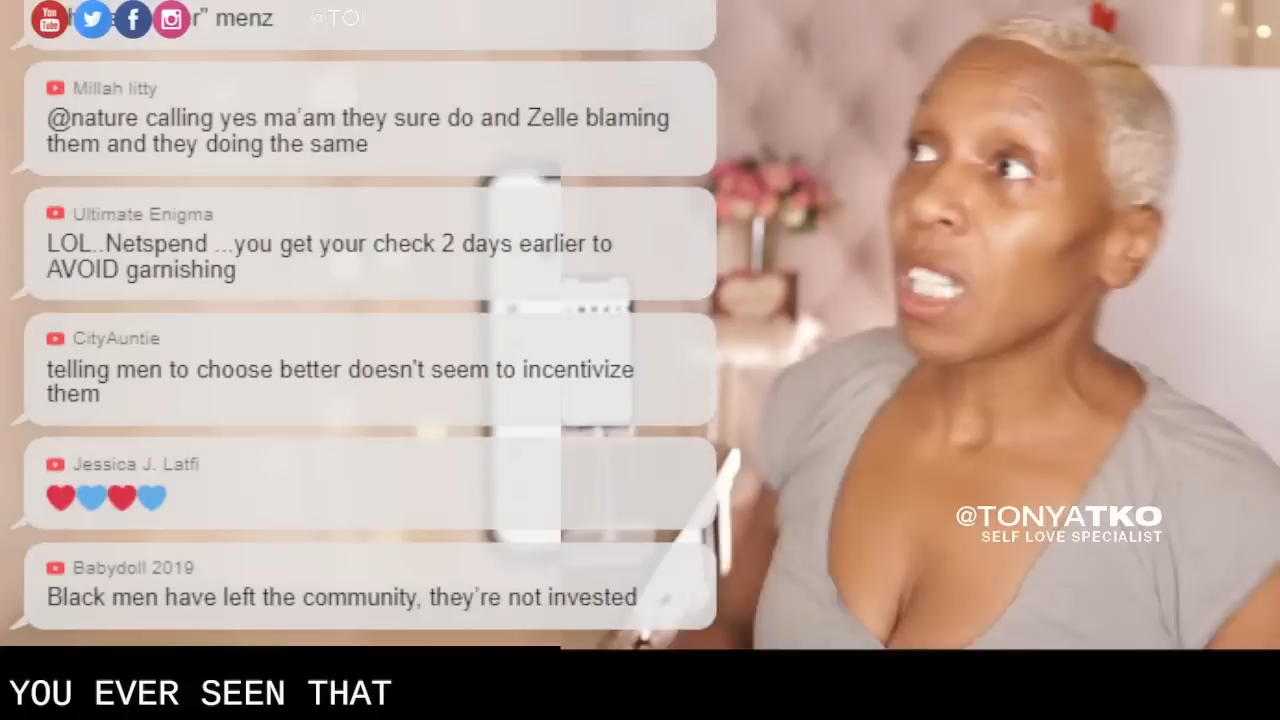 r" menz
@TO
Millah litty
@nature calling yes ma'am they sure do and Zelle blaming
them and they doing the same
Ultimate Enigma
LOL..Netspend ...you get your check 2 days earlier to
AVOID garnishing
CityAuntie
telling men to choose better doesn't seem to incentivize
them
Jessica J. Latfi
❤️💙❤️💙
Babydoll 2019
Black men have left the community, they're not invested
@TONYATKO
SELF LOVE SPECIALIST
YOU EVER SEEN THAT